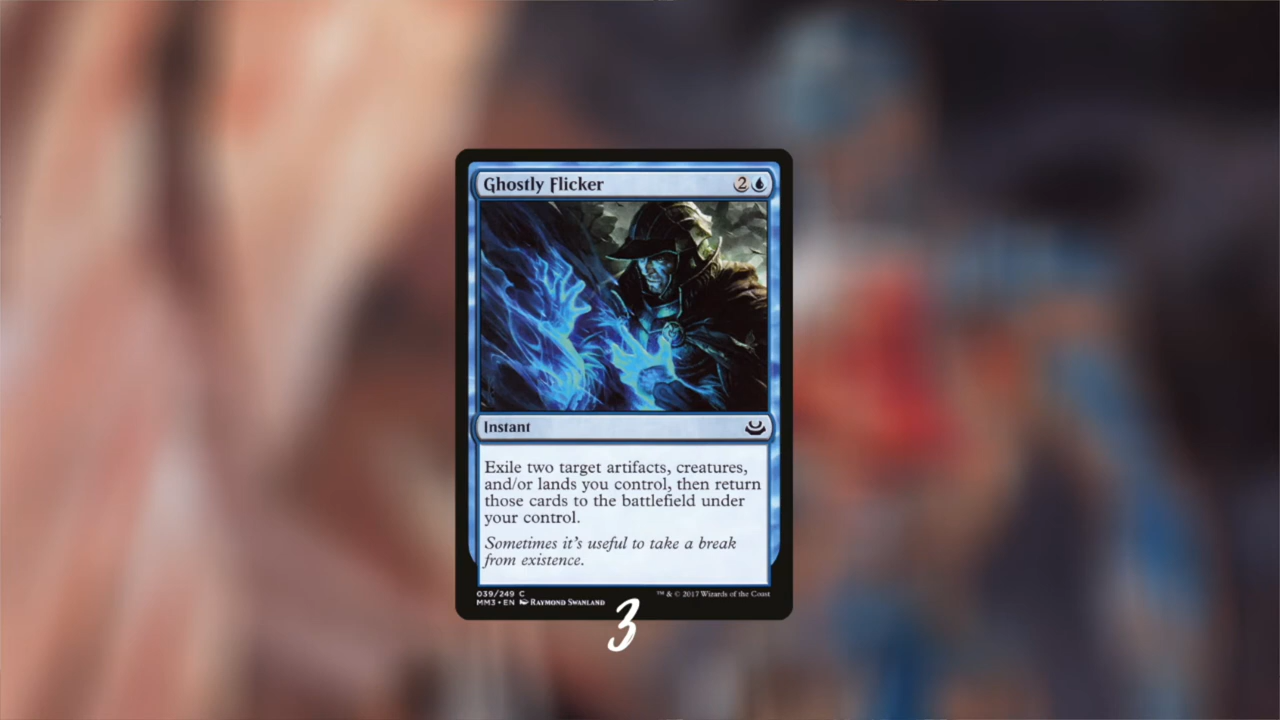 Ghostly Flicker 2
Instant
Exile two target artifacts, creatures,
and/or lands you control, then return
those cards to the battlefield under
your control.
Sometimes it's useful to take a break
from existence.
039/249 C
MM3 • EN RAYMOND SWANLAND
™ & © 2017 Wizards of the Coast
3